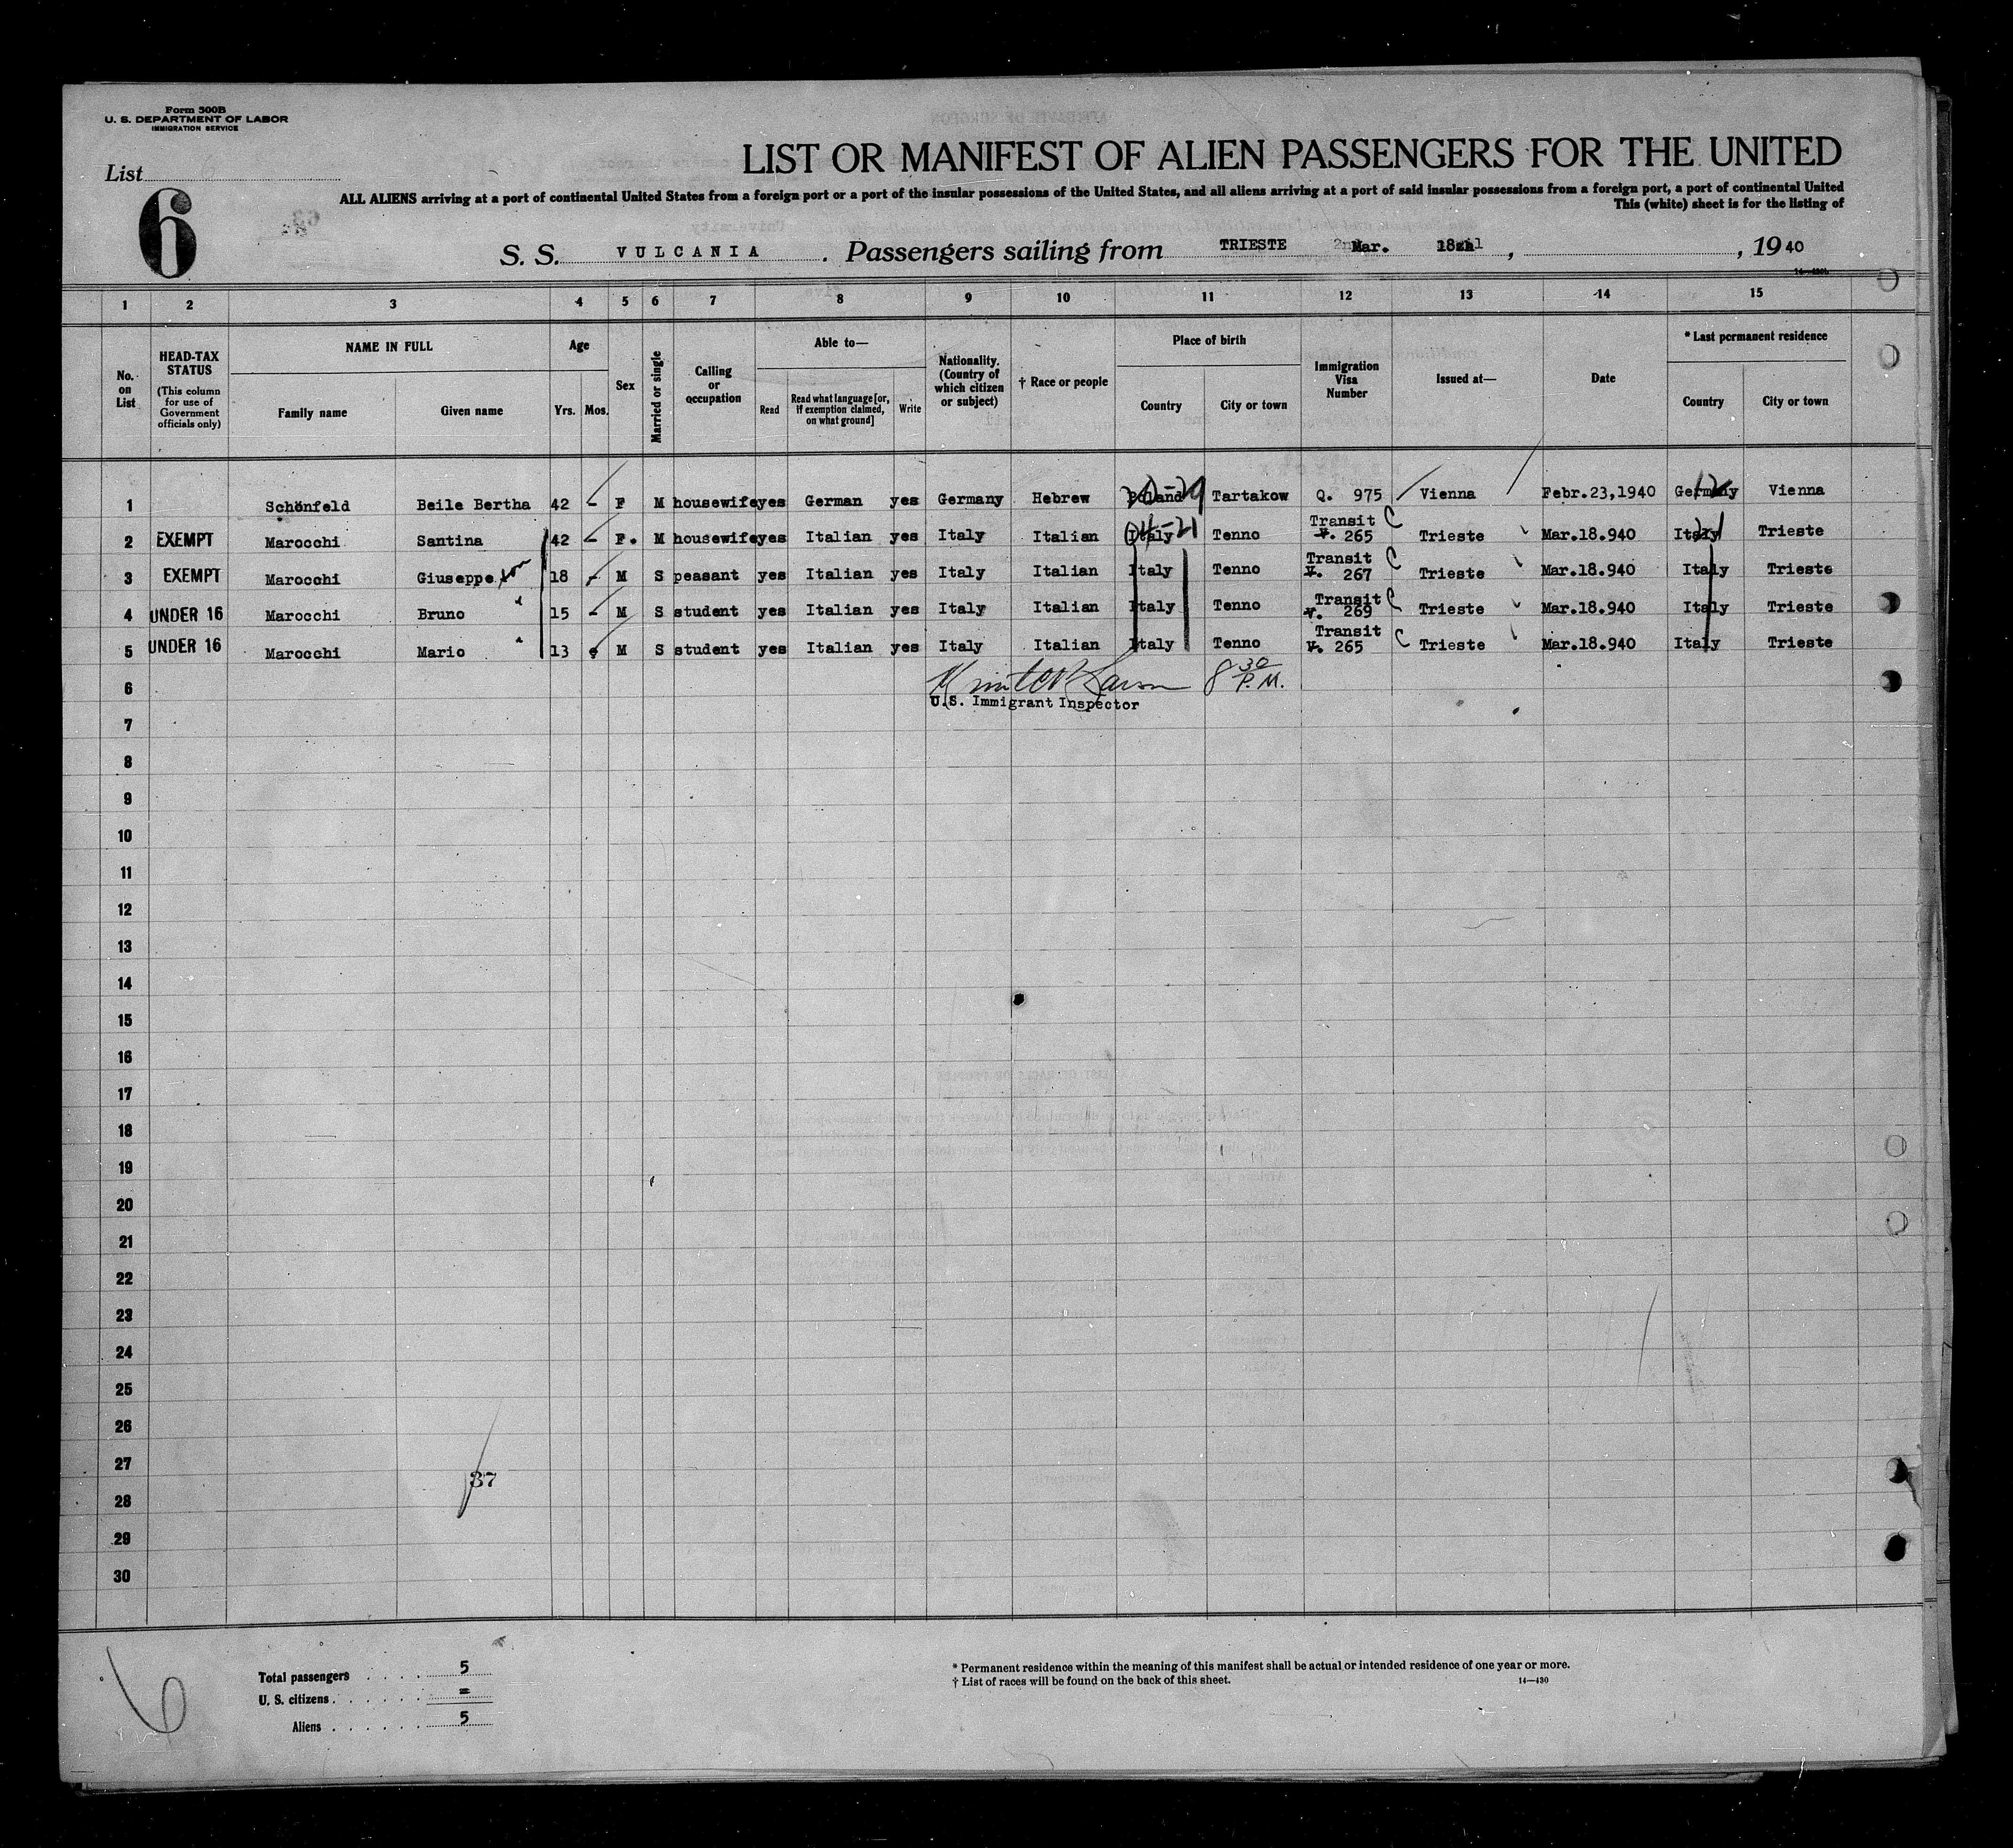 Form 500B
U. S. DEPARTMENT OF LABOR
IMMIGRATION SERVICE
List 6
6
LIST OR MANIFEST OF ALIEN PASSENGERS FOR THE UNITED
ALL ALIENS arriving at a port of continental United States from a foreign port or a port of the insular possessions of the United States, and all aliens arriving at a port of said insular possessions from a foreign port, a port of continental United
This (white) sheet is for the listing of
S. S. VULCANIA . Passengers sailing from TRIESTE Mar. 18th , , 1940
1 2 3 4 5 6 7 8 9 10 11 12 13 14 15
No. on List
HEAD-TAX STATUS
(This column for use of Government officials only)
NAME IN FULL
Family name Given name
Age
Yrs. Mos.
Sex
Married or single
Calling or occupation
Able to—
Read Read what language [or, if exemption claimed, on what ground] Write
Nationality. (Country of which citizen or subject)
† Race or people
Place of birth
Country City or town
Immigration Visa Number
Issued at—
Date
* Last permanent residence
Country City or town
1 Schönfeld Beile Bertha 42 - F M housewife yes German yes Germany Hebrew Poland Tartakow Q. 975 Vienna Febr.23,1940 Germany Vienna
2 EXEMPT Marocchi Santina 42 - F. M housewife yes Italian yes Italy Italian Italy Tenno Transit V. 265 Trieste Mar.18.940 Italy Trieste
3 EXEMPT Marocchi Giuseppe 18 - M S peasant yes Italian yes Italy Italian Italy Tenno Transit V. 267 Trieste Mar.18.940 Italy Trieste
4 UNDER 16 Marocchi Bruno 15 - M S student yes Italian yes Italy Italian Italy Tenno Transit V. 269 Trieste Mar.18.940 Italy Trieste
5 UNDER 16 Marocchi Mario 13 M S student yes Italian yes Italy Italian Italy Tenno Transit V. 265 Trieste Mar.18.940 Italy Trieste
6 8 30 P. M.
U.S. Immigrant Inspector
7
8
9
10
11
12
13
14
15
16
17
18
19
20
21
22
23
24
25
26
27
37
28
29
30
6
Total passengers 5
U. S. citizens =
Aliens 5
* Permanent residence within the meaning of this manifest shall be actual or intended residence of one year or more.
† List of races will be found on the back of this sheet. 14—430